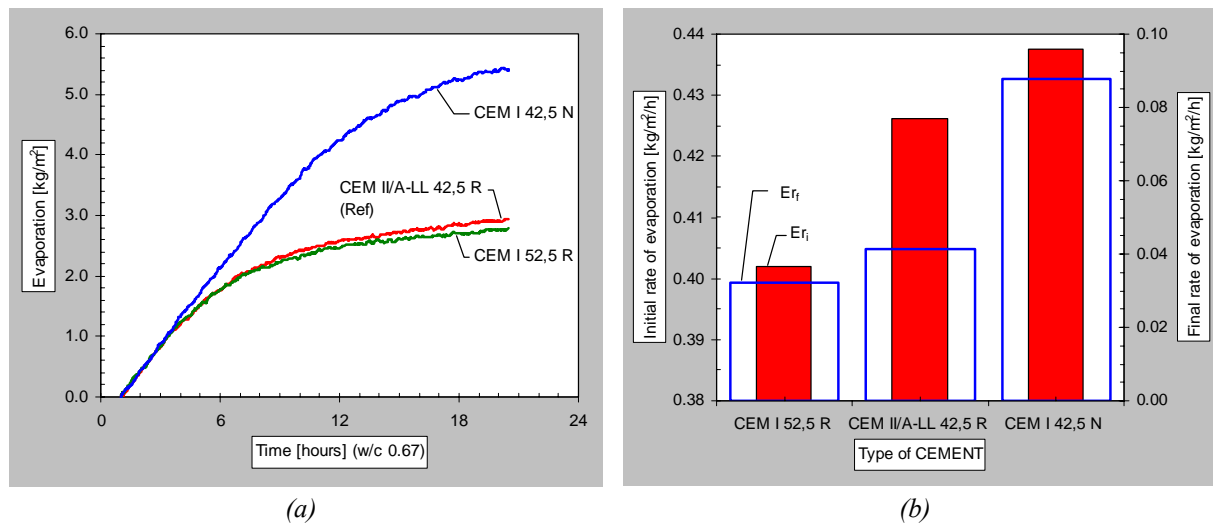 6.0
5.0
4.0
3.0
2.0
1.0
0.0
Evaporation [kg/m²]
CEM I 42,5 N
CEM II/A-LL 42,5 R
(Ref)
CEM I 52,5 R
0 6 12 18 24
Time [hours] (w/c 0.67)
(a)
0.44
0.43
0.42
0.41
0.40
0.39
0.38
Initial rate of evaporation [kg/m²/h]
Er_f
Er_i
0.10
0.08
0.06
0.04
0.02
0.00
Final rate of evaporation [kg/m²/h]
CEM I 52,5 R CEM II/A-LL 42,5 R CEM I 42,5 N
Type of CEMENT
(b)